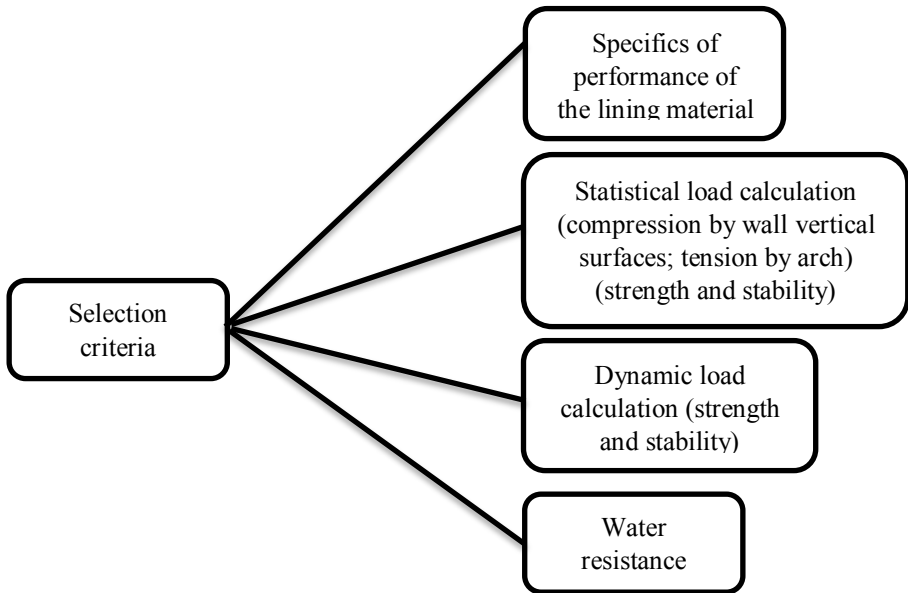 Selection
criteria
Specifics of
performance of
the lining material
Statistical load calculation
(compression by wall vertical
surfaces; tension by arch)
(strength and stability)
Dynamic load
calculation (strength
and stability)
Water
resistance